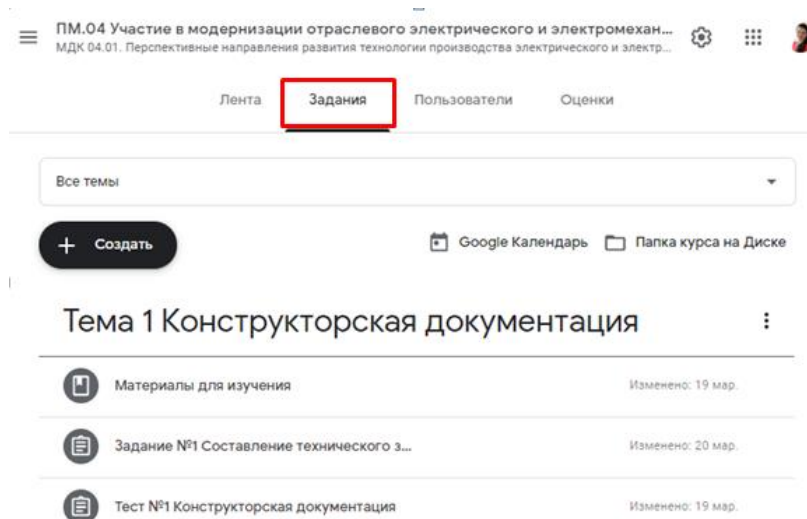 ПМ.04 Участие в модернизации отраслевого электрического и электромехан...
МДК 04.01. Перспективные направления развития технологии производства электрического и электр...
Лента Задания Пользователи Оценки
Все темы
+ Создать Google Календарь Папка курса на Диске
Тема 1 Конструкторская документация
Материалы для изучения Изменено: 19 мар.
Задание №1 Составление технического з... Изменено: 20 мар.
Тест №1 Конструкторская документация Изменено: 19 мар.